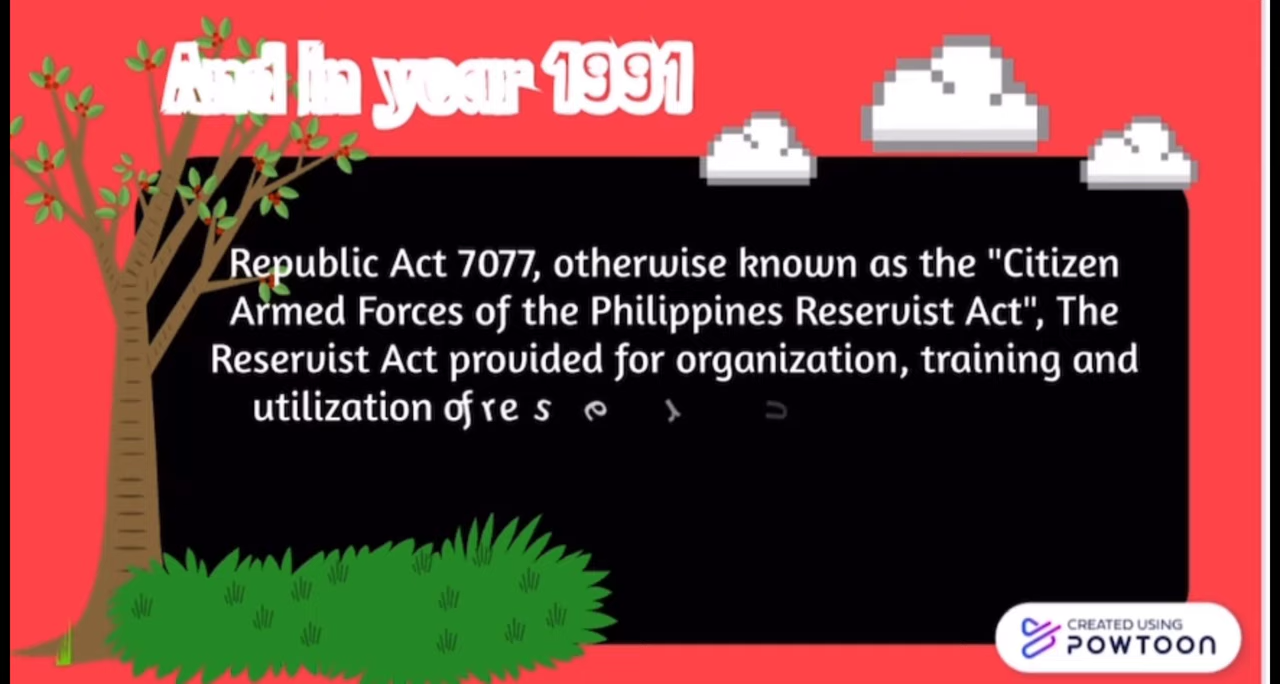 And in year 1991
Republic Act 7077, otherwise known as the "Citizen
Armed Forces of the Philippines Reservist Act", The
Reservist Act provided for organization, training and
utilization of
CREATED USING
POWTOON